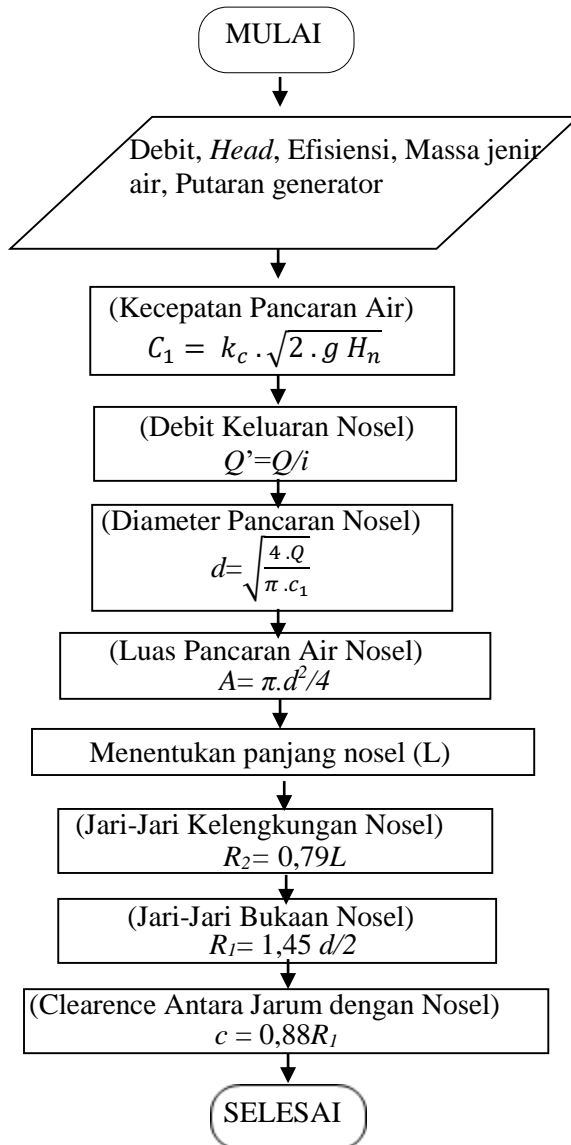 MULAI
Debit, Head, Efisiensi, Massa jenir
air, Putaran generator
(Kecepatan Pancaran Air)
C₁ = k_c . √(2 . g H_n)
(Debit Keluaran Nosel)
Q’=Q/i
(Diameter Pancaran Nosel)
d=√(4 .Q / π .c₁)
(Luas Pancaran Air Nosel)
A= π.d²/4
Menentukan panjang nosel (L)
(Jari-Jari Kelengkungan Nosel)
R₂= 0,79L
(Jari-Jari Bukaan Nosel)
R₁= 1,45 d/2
(Clearence Antara Jarum dengan Nosel)
c = 0,88R₁
SELESAI